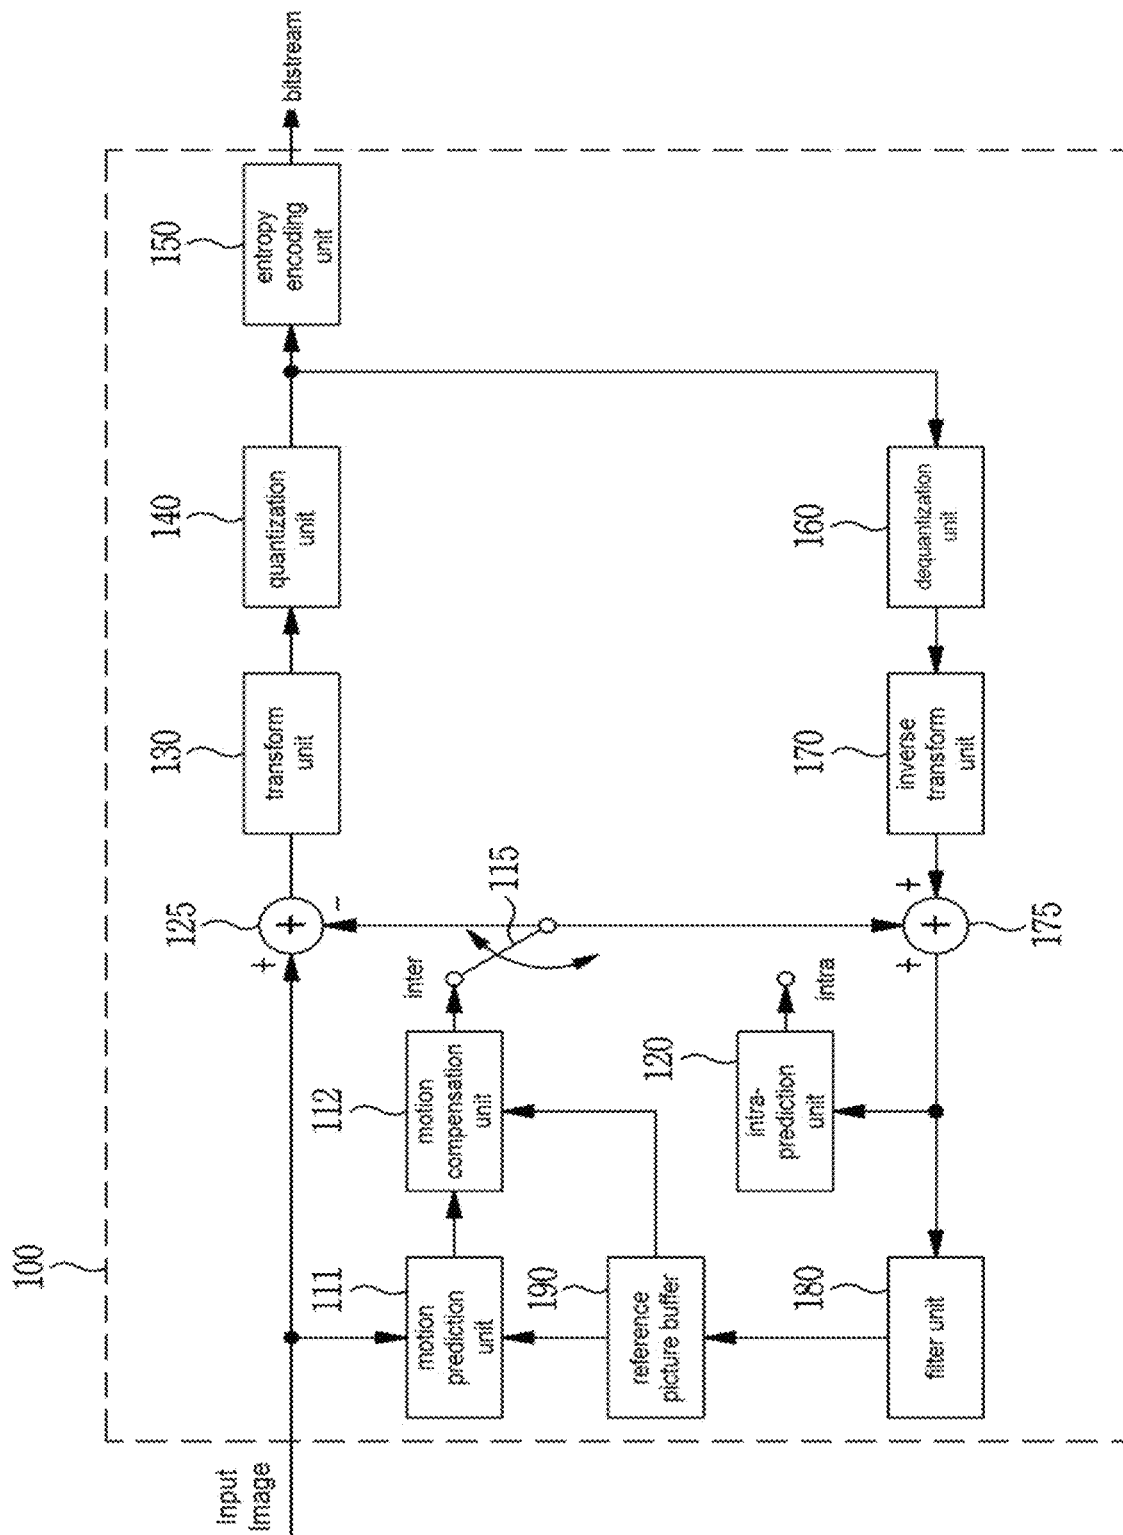 100
input
image
125
+
+
-
130
transform
unit
140
quantization
unit
150
entropy
encoding
unit
bitstream
111
motion
prediction
unit
112
motion
compensation
unit
inter
115
190
reference
picture buffer
120
intra-
prediction
unit
intra
180
filter unit
+
+
+
175
170
inverse
transform
unit
160
dequantization
unit